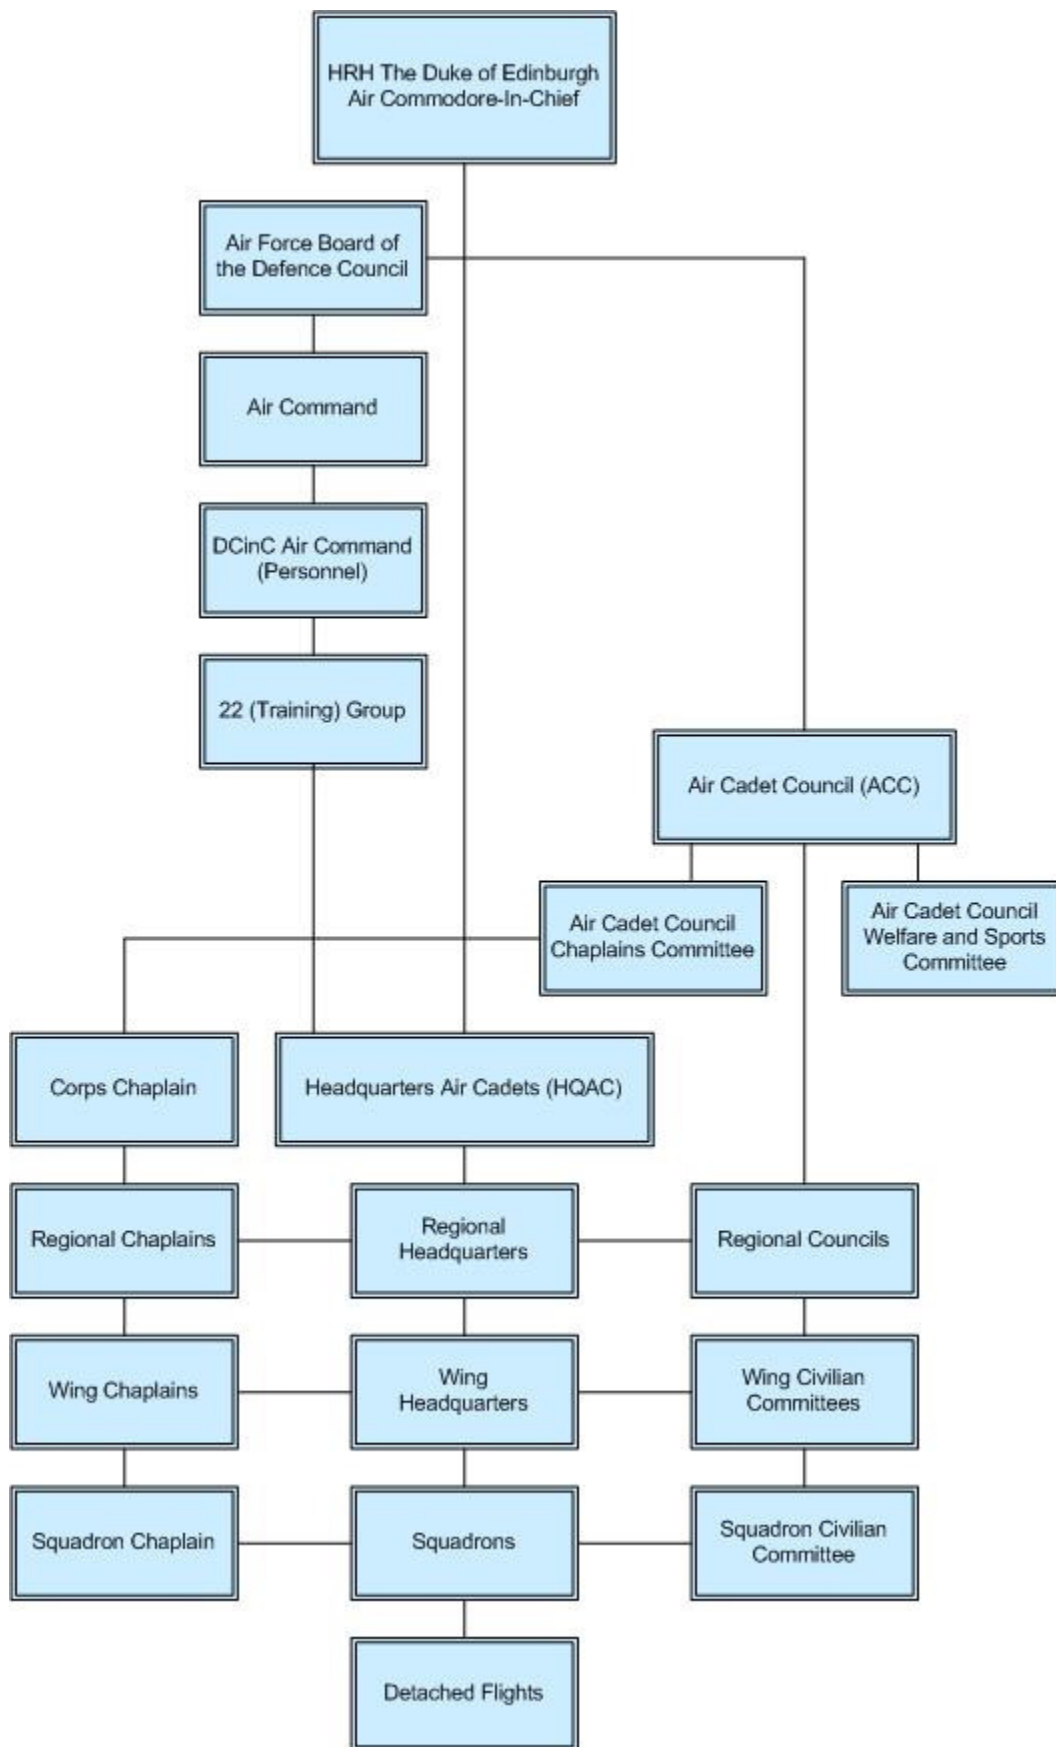 HRH The Duke of Edinburgh
Air Commodore-In-Chief
Air Force Board of
the Defence Council
Air Command
DCinC Air Command
(Personnel)
22 (Training) Group
Air Cadet Council (ACC)
Air Cadet Council
Chaplains Committee
Air Cadet Council
Welfare and Sports
Committee
Corps Chaplain
Headquarters Air Cadets (HQAC)
Regional Chaplains
Regional
Headquarters
Regional Councils
Wing Chaplains
Wing
Headquarters
Wing Civilian
Committees
Squadron Chaplain
Squadrons
Squadron Civilian
Committee
Detached Flights